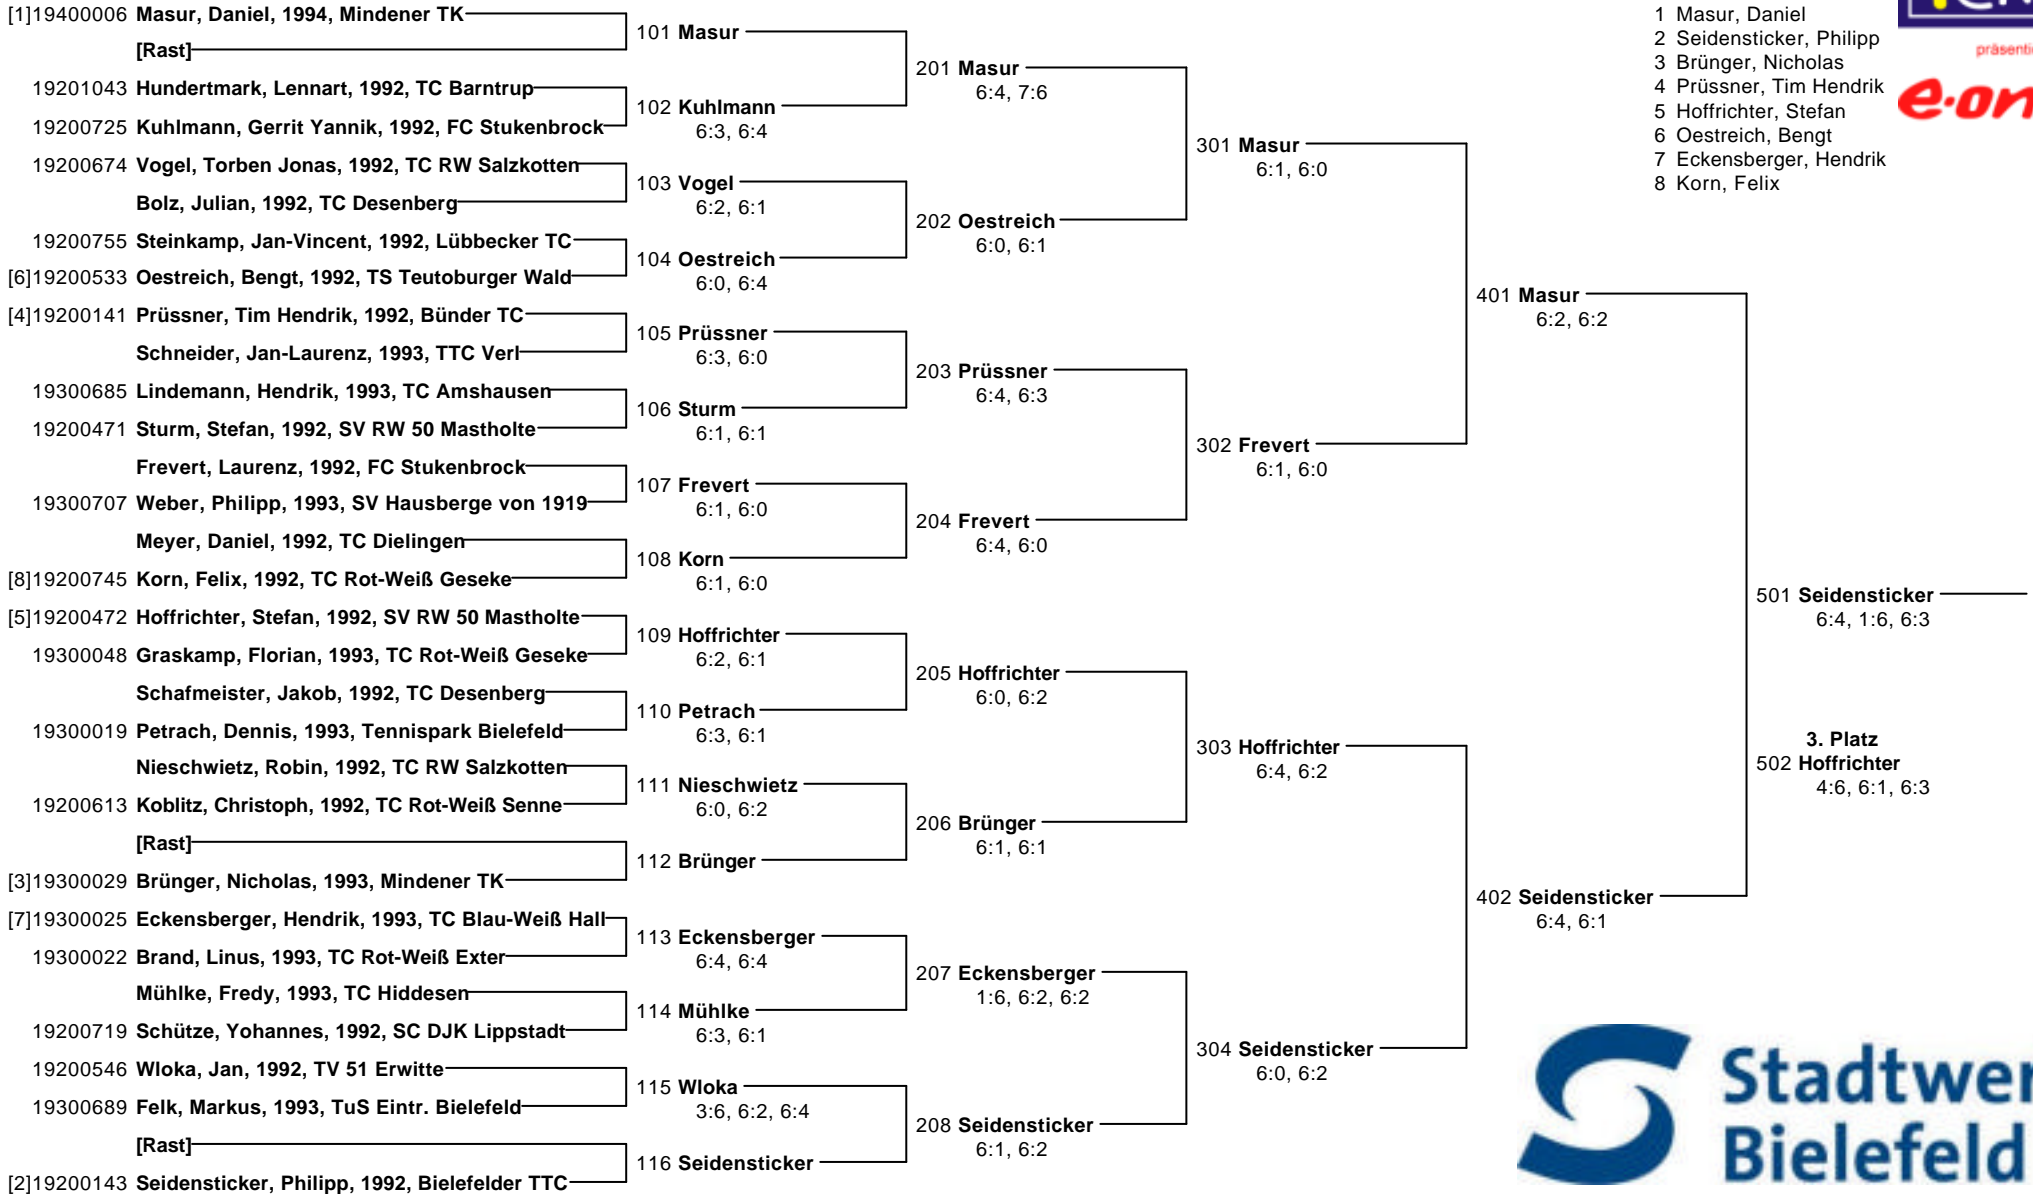 [1]19400006 Masur, Daniel, 1994, Mindener TK
[Rast]
19201043 Hundertmark, Lennart, 1992, TC Barntrup
19200725 Kuhlmann, Gerrit Yannik, 1992, FC Stukenbrock
19200674 Vogel, Torben Jonas, 1992, TC RW Salzkotten
Bolz, Julian, 1992, TC Desenberg
19200755 Steinkamp, Jan-Vincent, 1992, Lübbecker TC
[6]19200533 Oestreich, Bengt, 1992, TS Teutoburger Wald
[4]19200141 Prüssner, Tim Hendrik, 1992, Bünder TC
Schneider, Jan-Laurenz, 1993, TTC Verl
19300685 Lindemann, Hendrik, 1993, TC Amshausen
19200471 Sturm, Stefan, 1992, SV RW 50 Mastholte
Frevert, Laurenz, 1992, FC Stukenbrock
19300707 Weber, Philipp, 1993, SV Hausberge von 1919
Meyer, Daniel, 1992, TC Dielingen
[8]19200745 Korn, Felix, 1992, TC Rot-Weiß Geseke
[5]19200472 Hoffrichter, Stefan, 1992, SV RW 50 Mastholte
19300048 Graskamp, Florian, 1993, TC Rot-Weiß Geseke
Schafmeister, Jakob, 1992, TC Desenberg
19300019 Petrach, Dennis, 1993, Tennispark Bielefeld
Nieschwietz, Robin, 1992, TC RW Salzkotten
19200613 Koblitz, Christoph, 1992, TC Rot-Weiß Senne
[Rast]
[3]19300029 Brünger, Nicholas, 1993, Mindener TK
[7]19300025 Eckensberger, Hendrik, 1993, TC Blau-Weiß Hall
19300022 Brand, Linus, 1993, TC Rot-Weiß Exter
Mühlke, Fredy, 1993, TC Hiddesen
19200719 Schütze, Yohannes, 1992, SC DJK Lippstadt
19200546 Wloka, Jan, 1992, TV 51 Erwitte
19300689 Felk, Markus, 1993, TuS Eintr. Bielefeld
[Rast]
[2]19200143 Seidensticker, Philipp, 1992, Bielefelder TTC
101 Masur
102 Kuhlmann
6:3, 6:4
103 Vogel
6:2, 6:1
104 Oestreich
6:0, 6:4
105 Prüssner
6:3, 6:0
106 Sturm
6:1, 6:1
107 Frevert
6:1, 6:0
108 Korn
6:1, 6:0
109 Hoffrichter
6:2, 6:1
110 Petrach
6:3, 6:1
111 Nieschwietz
6:0, 6:2
112 Brünger
113 Eckensberger
6:4, 6:4
114 Mühlke
6:3, 6:1
115 Wloka
3:6, 6:2, 6:4
116 Seidensticker
201 Masur
6:4, 7:6
202 Oestreich
6:0, 6:1
203 Prüssner
6:4, 6:3
204 Frevert
6:4, 6:0
205 Hoffrichter
6:0, 6:2
206 Brünger
6:1, 6:1
207 Eckensberger
1:6, 6:2, 6:2
208 Seidensticker
6:1, 6:2
301 Masur
6:1, 6:0
302 Frevert
6:1, 6:0
303 Hoffrichter
6:4, 6:2
304 Seidensticker
6:0, 6:2
401 Masur
6:2, 6:2
402 Seidensticker
6:4, 6:1
501 Seidensticker
6:4, 1:6, 6:3
3. Platz
502 Hoffrichter
4:6, 6:1, 6:3
1 Masur, Daniel
2 Seidensticker, Philipp
3 Brünger, Nicholas
4 Prüssner, Tim Hendrik
5 Hoffrichter, Stefan
6 Oestreich, Bengt
7 Eckensberger, Hendrik
8 Korn, Felix
präsenti
e·on
Stadtwer
Bielefeld